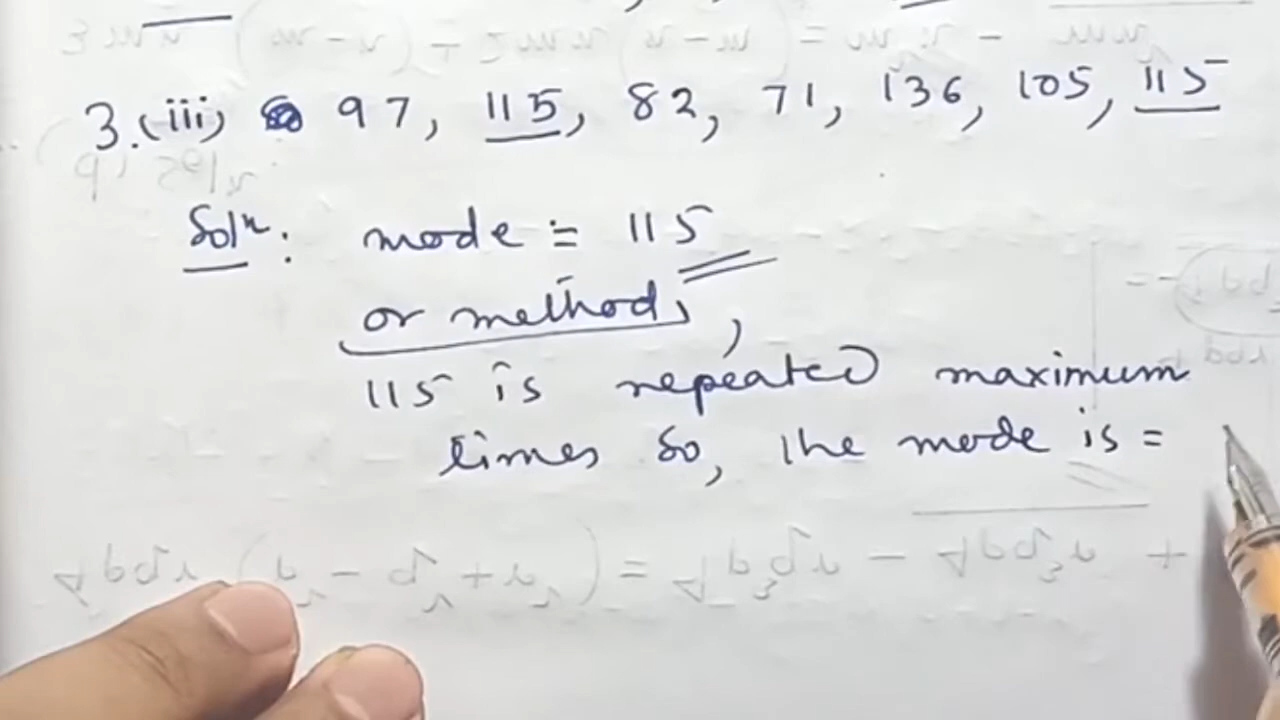 3.(iii) 97, 115, 82, 71, 136, 105, 115
Solⁿ: mode = 115
or method,
115 is repeated maximum
times so, the mode is =